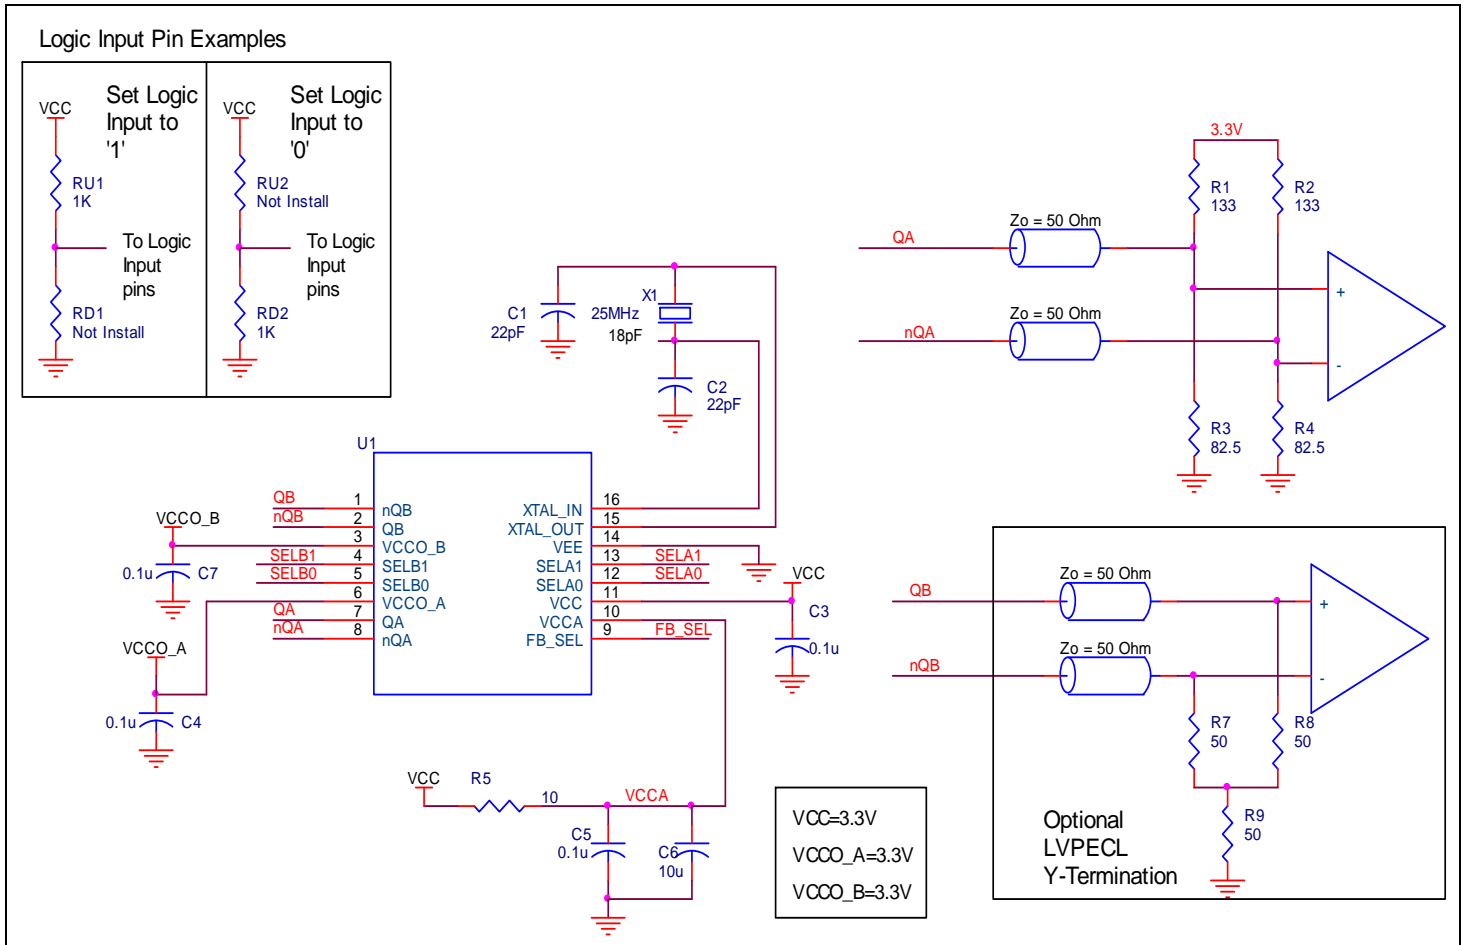 Logic Input Pin Examples
VCC
Set Logic
Input to
'1'
RU1
1K
To Logic
Input
pins
RD1
Not Install
VCC
Set Logic
Input to
'0'
RU2
Not Install
To Logic
Input
pins
RD2
1K
C1
22pF
X1
25MHz
18pF
C2
22pF
3.3V
R1
133
R2
133
QA
Zo = 50 Ohm
nQA
Zo = 50 Ohm
+
-
R3
82.5
R4
82.5
U1
QB 1 nQB
nQB 2 QB
VCCO_B
3 VCCO_B
SELB1 4 SELB1
SELB0 5 SELB0
6 VCCO_A
QA 7 QA
nQA 8 nQA
0.1u C7
VCCO_A
0.1u C4
XTAL_IN 16
XTAL_OUT 15
VEE 14
SELA1 13 SELA1
SELA0 12 SELA0
VCC 11
VCCA 10
FB_SEL 9 FB_SEL
VCC
C3
0.1u
VCC
R5
10
VCCA
C5
0.1u
C6
10u
VCC=3.3V
VCCO_A=3.3V
VCCO_B=3.3V
QB
Zo = 50 Ohm
nQB
Zo = 50 Ohm
+
-
R7
50
R8
50
R9
50
Optional
LVPECL
Y-Termination